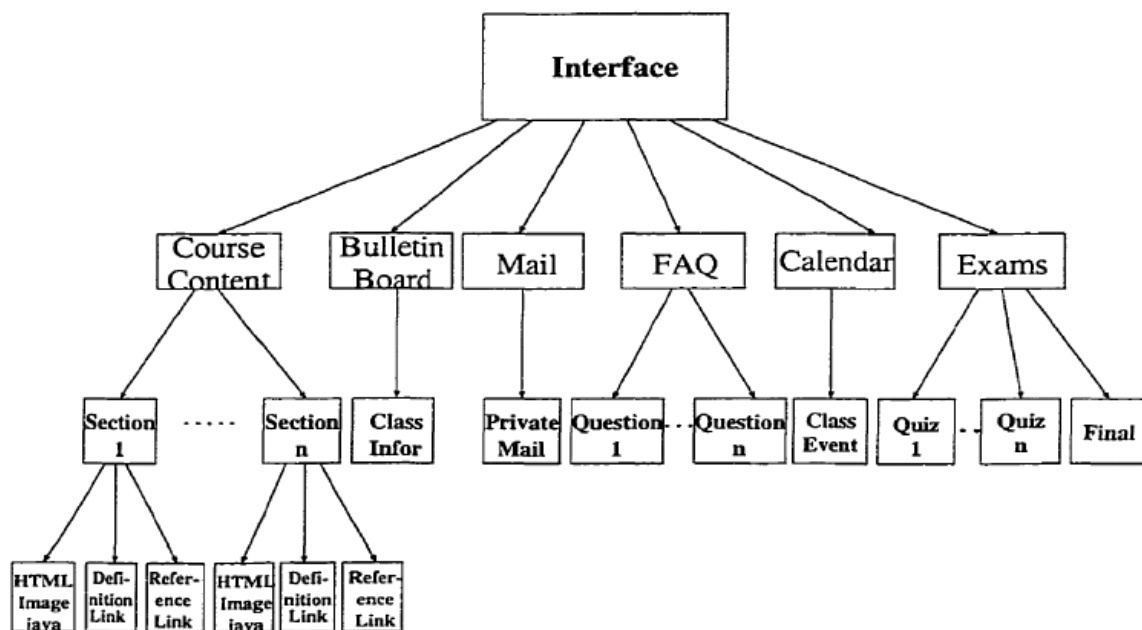 Interface
Course
Content
Bulletin
Board
Mail
FAQ
Calendar
Exams
Section
1
.....
Section
n
Class
Infor
Private
Mail
Question
1
...
Question
n
Class
Event
Quiz
1
..
Quiz
n
Final
HTML
Image
java
Defi-
nition
Link
Refer-
ence
Link
HTML
Image
java
Defi-
nition
Link
Refer-
ence
Link